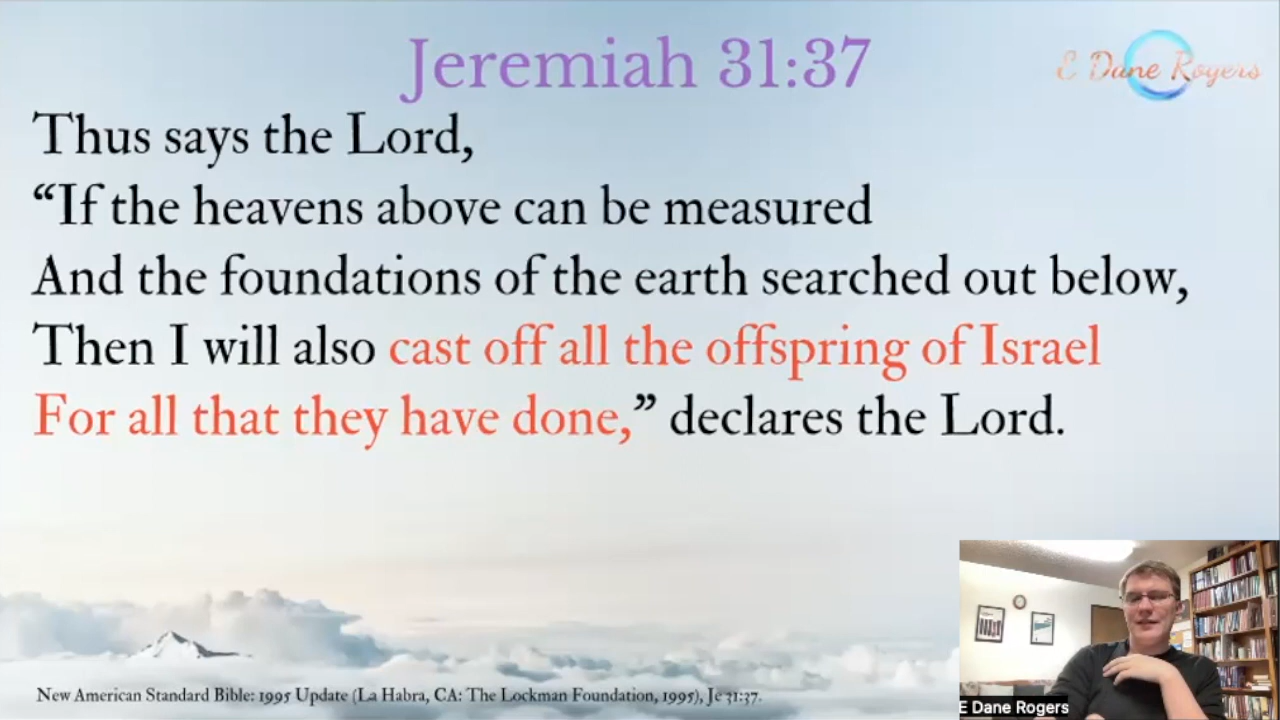 Jeremiah 31:37
E Dane Rogers
Thus says the Lord,
“If the heavens above can be measured
And the foundations of the earth searched out below,
Then I will also cast off all the offspring of Israel
For all that they have done,” declares the Lord.
New American Standard Bible: 1995 Update (La Habra, CA: The Lockman Foundation, 1995), Je 31:37.
E Dane Rogers